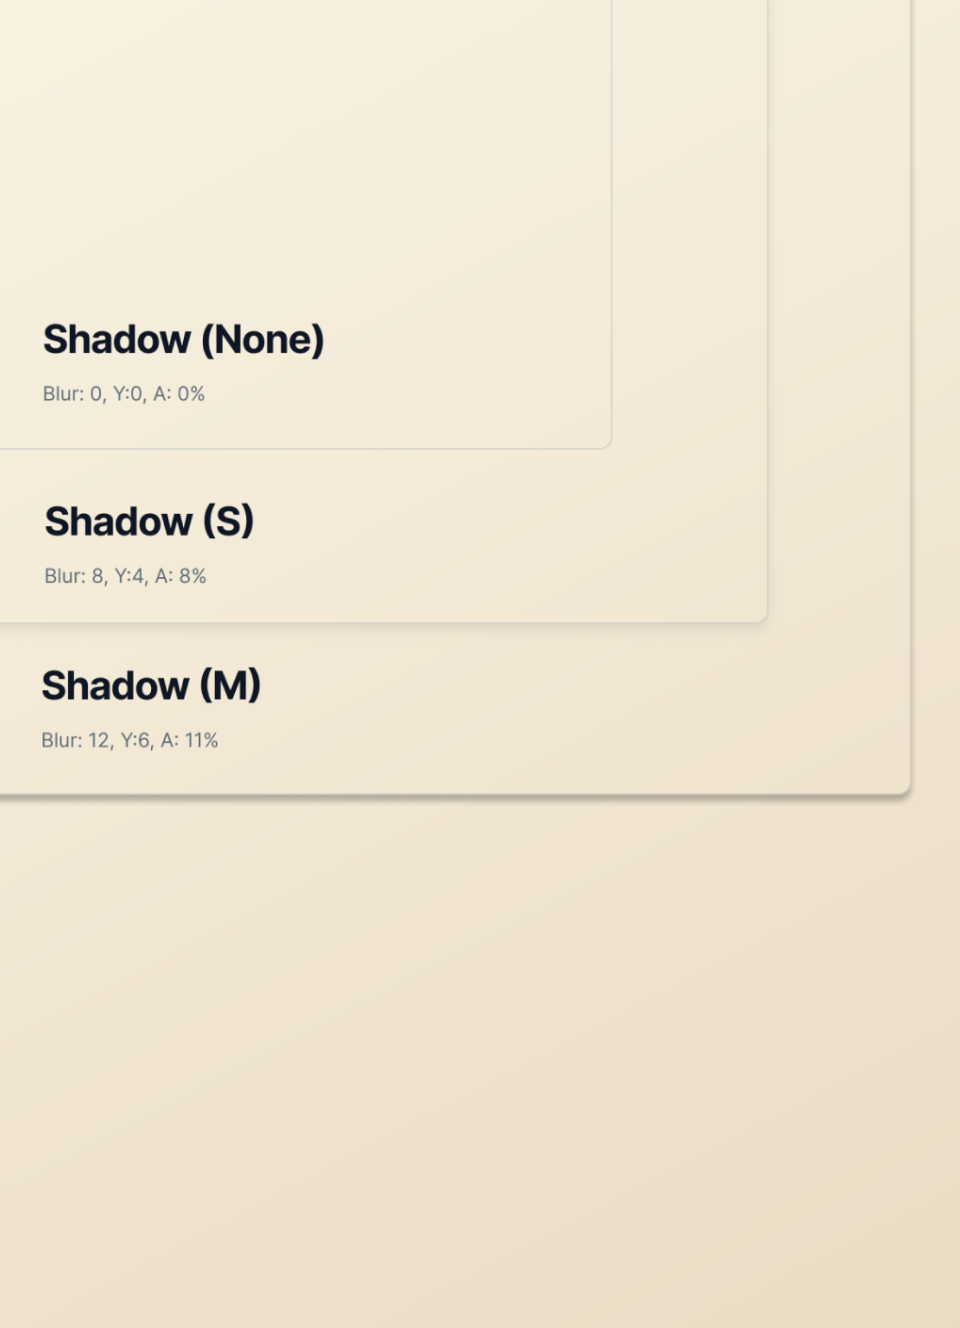 Shadow (None)
Blur: 0, Y:0, A: 0%
Shadow (S)
Blur: 8, Y:4, A: 8%
Shadow (M)
Blur: 12, Y:6, A: 11%